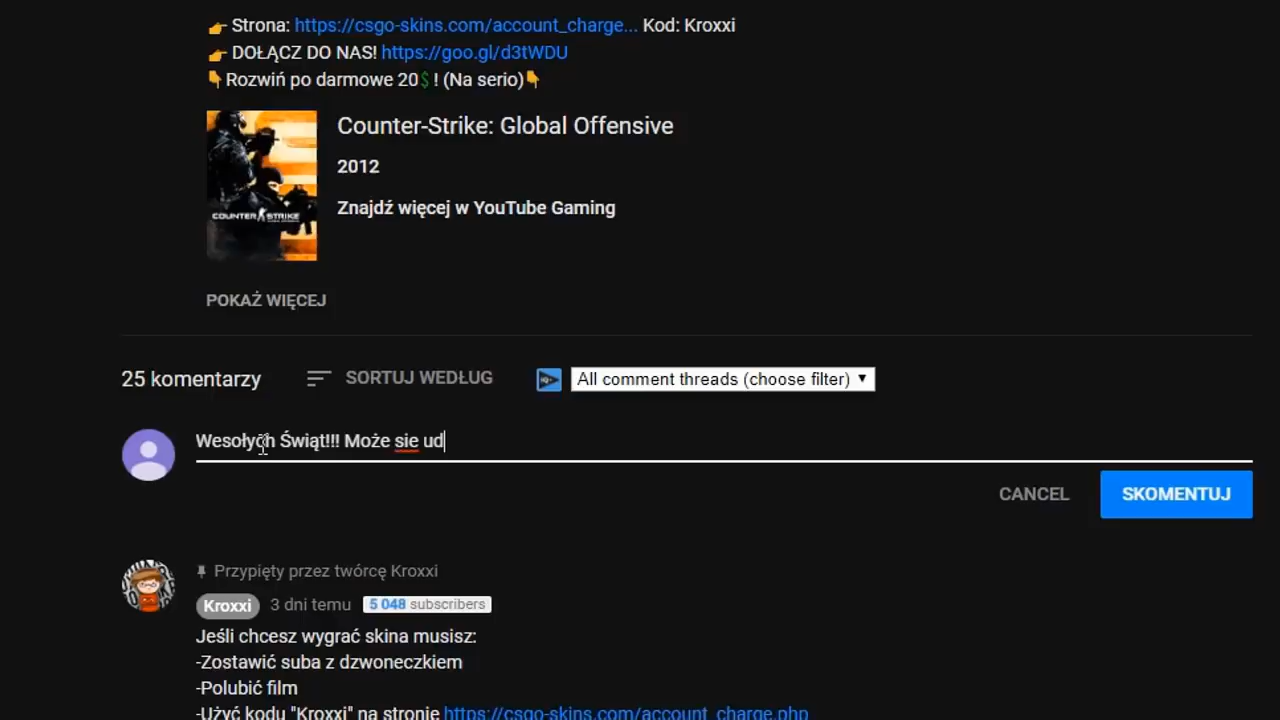 👉 Strona: https://csgo-skins.com/account_charge... Kod: Kroxxi
👉 DOŁĄCZ DO NAS! https://goo.gl/d3tWDU
👇Rozwiń po darmowe 20$! (Na serio)👇
Counter-Strike: Global Offensive
2012
COUNTER STRIKE
Znajdź więcej w YouTube Gaming
POKAŻ WIĘCEJ
25 komentarzy SORTUJ WEDŁUG All comment threads (choose filter)
Wesołych Świąt!!! Może sie ud
CANCEL SKOMENTUJ
Przypięty przez twórcę Kroxxi
Kroxxi 3 dni temu 5 048 subscribers
Jeśli chcesz wygrać skina musisz:
-Zostawić suba z dzwoneczkiem
-Polubić film
-Użyć kodu "Kroxxi" na stronie https://csgo-skins.com/account_charge.php